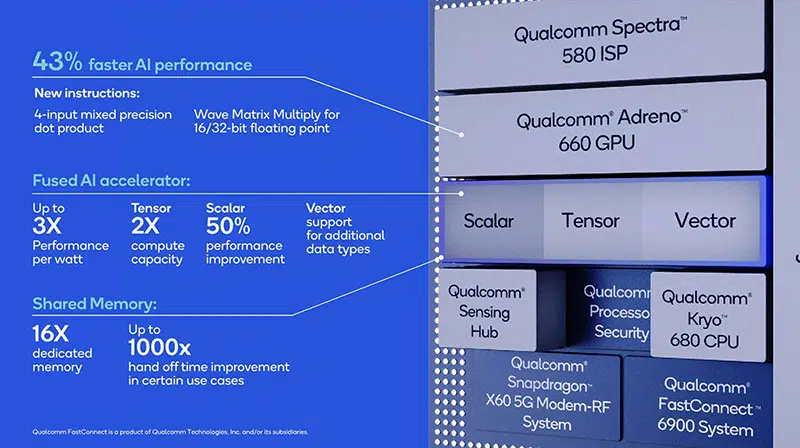 43% faster AI performance
New instructions:
4-input mixed precision
dot product
Wave Matrix Multiply for
16/32-bit floating point
Fused AI accelerator:
Up to
3X
Performance
per watt
Tensor
2X
compute
capacity
Scalar
50%
performance
improvement
Vector
support
for additional
data types
Shared Memory:
16X
dedicated
memory
Up to
1000x
hand off time improvement
in certain use cases
Qualcomm FastConnect is a product of Qualcomm Technologies, Inc. and/or its subsidiaries.
Qualcomm Spectra™
580 ISP
Qualcomm® Adreno™
660 GPU
Scalar
Tensor
Vector
Qualcomm®
Sensing
Hub
Qualcom
Processo
Security
Qualcomm®
Kryo™
680 CPU
Qualcomm®
Snapdragon™
X60 5G Modem-RF
System
Qualcomm®
FastConnect™
6900 System